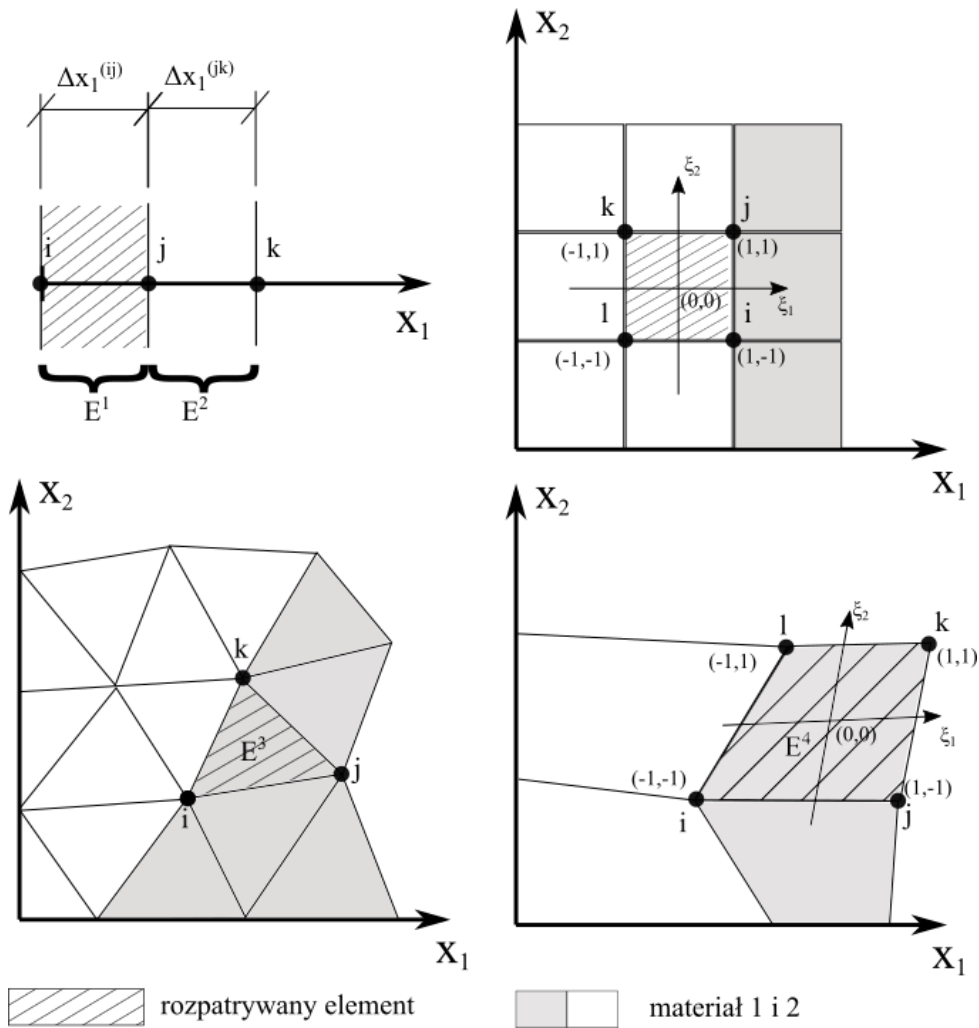 Δx₁⁽ⁱʲ⁾ Δx₁⁽ʲᵏ⁾
i
j
k
x₁
E¹ E²
x₂
ξ₂
k
j
(-1,1)
(1,1)
l
(0,0)
i
ξ₁
(-1,-1)
(1,-1)
x₁
x₂
k
E³
j
i
x₁
x₂
l
ξ₂
k
(-1,1)
(1,1)
E⁴
(0,0)
ξ₁
(-1,-1)
(1,-1)
i
j
x₁
rozpatrywany element
materiał 1 i 2